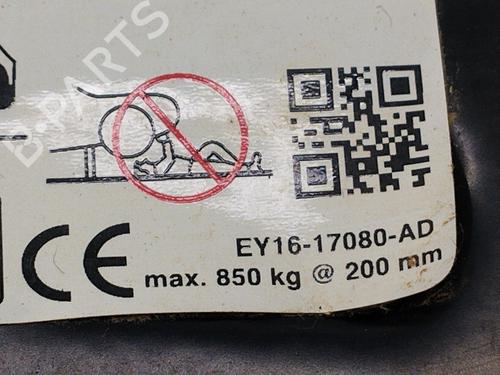 B-PARTS
CE
EY16-17080-AD
max. 850 kg @ 200 mm